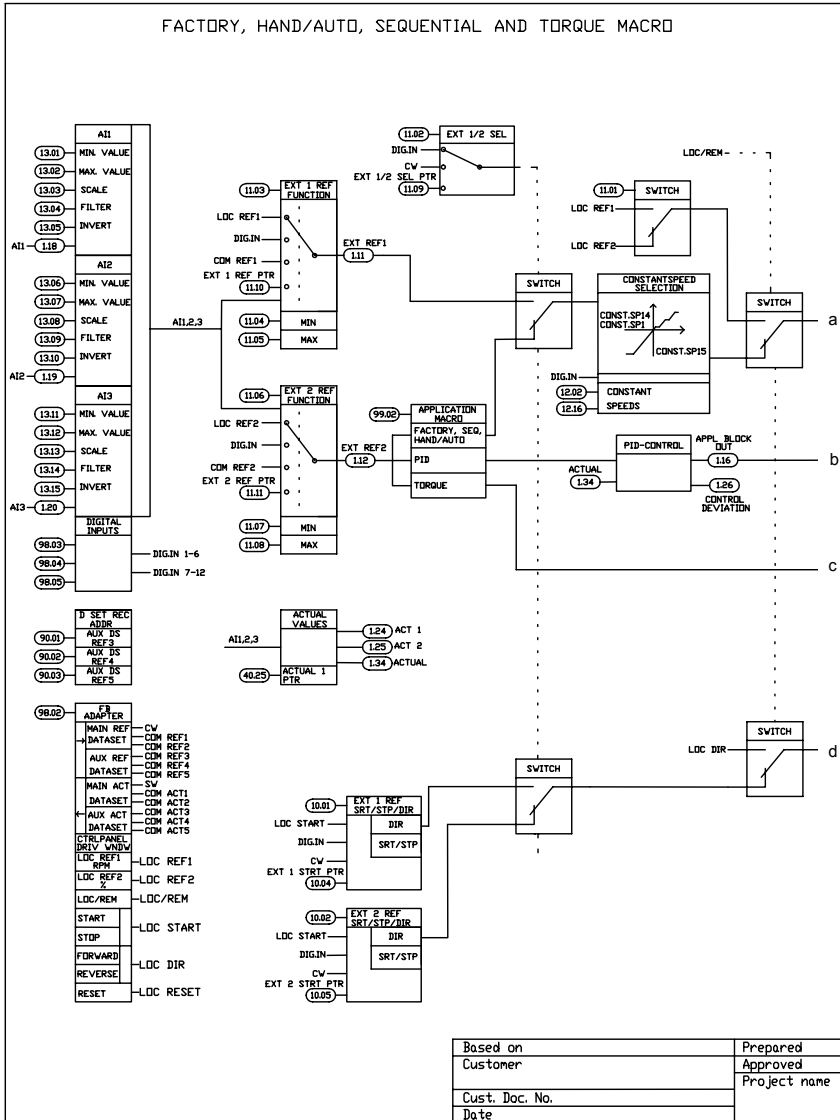 FACTORY, HAND/AUTO, SEQUENTIAL AND TORQUE MACRO
AI1
13.01 MIN. VALUE
13.02 MAX. VALUE
13.03 SCALE
13.04 FILTER
13.05 INVERT
AI1 1.18
AI2
13.06 MIN. VALUE
13.07 MAX. VALUE
13.08 SCALE
13.09 FILTER
13.10 INVERT
AI2 1.19
AI3
13.11 MIN. VALUE
13.12 MAX. VALUE
13.13 SCALE
13.14 FILTER
13.15 INVERT
AI3 1.20
DIGITAL
INPUTS
98.03
98.04
98.05
DIG.IN 1-6
DIG.IN 7-12
AI1,2,3
11.03 EXT 1 REF
FUNCTION
LOC REF1
DIG.IN
COM REF1
EXT 1 REF PTR
11.10
11.04 MIN
11.05 MAX
EXT REF1
1.11
11.06 EXT 2 REF
FUNCTION
LOC REF2
DIG.IN
COM REF2
EXT 2 REF PTR
11.11
11.07 MIN
11.08 MAX
EXT REF2
1.12
11.02 EXT 1/2 SEL
DIG.IN
CW
EXT 1/2 SEL PTR
11.09
99.02 APPLICATION
MACRO
FACTORY, SEQ,
HAND/AUTO
PID
TORQUE
SWITCH
LOC/REM
11.01 SWITCH
LOC REF1
LOC REF2
CONSTANTSPEED
SELECTION
CONST.SP14
CONST.SP1
CONST.SP15
DIG.IN
12.02 CONSTANT
12.16 SPEEDS
SWITCH
a
PID-CONTROL
ACTUAL
1.34
APPL BLOCK
OUT
1.16
1.26
CONTROL
DEVIATION
b
c
D SET REC
ADDR
90.01 AUX DS
REF3
90.02 AUX DS
REF4
90.03 AUX DS
REF5
AI1,2,3
ACTUAL
VALUES
1.24 ACT 1
1.25 ACT 2
1.34 ACTUAL
40.25 ACTUAL 1
PTR
98.02 FB
ADAPTER
MAIN REF
DATASET
CW
COM REF1
COM REF2
AUX REF
DATASET
COM REF3
COM REF4
COM REF5
MAIN ACT
DATASET
SW
COM ACT1
COM ACT2
AUX ACT
DATASET
COM ACT3
COM ACT4
COM ACT5
CTRLPANEL
DRIV WNDW
LOC REF1
RPM
LOC REF1
LOC REF2
%
LOC REF2
LOC/REM LOC/REM
START
STOP
LOC START
FORWARD
REVERSE
LOC DIR
RESET LOC RESET
10.01 EXT 1 REF
SRT/STP/DIR
LOC START
DIR
DIG.IN
SRT/STP
CW
EXT 1 STRT PTR
10.04
10.02 EXT 2 REF
SRT/STP/DIR
LOC START
DIR
DIG.IN
SRT/STP
CW
EXT 2 STRT PTR
10.05
SWITCH
LOC DIR
SWITCH
d
Based on
Prepared
Customer
Approved
Project name
Cust. Doc. No.
Date